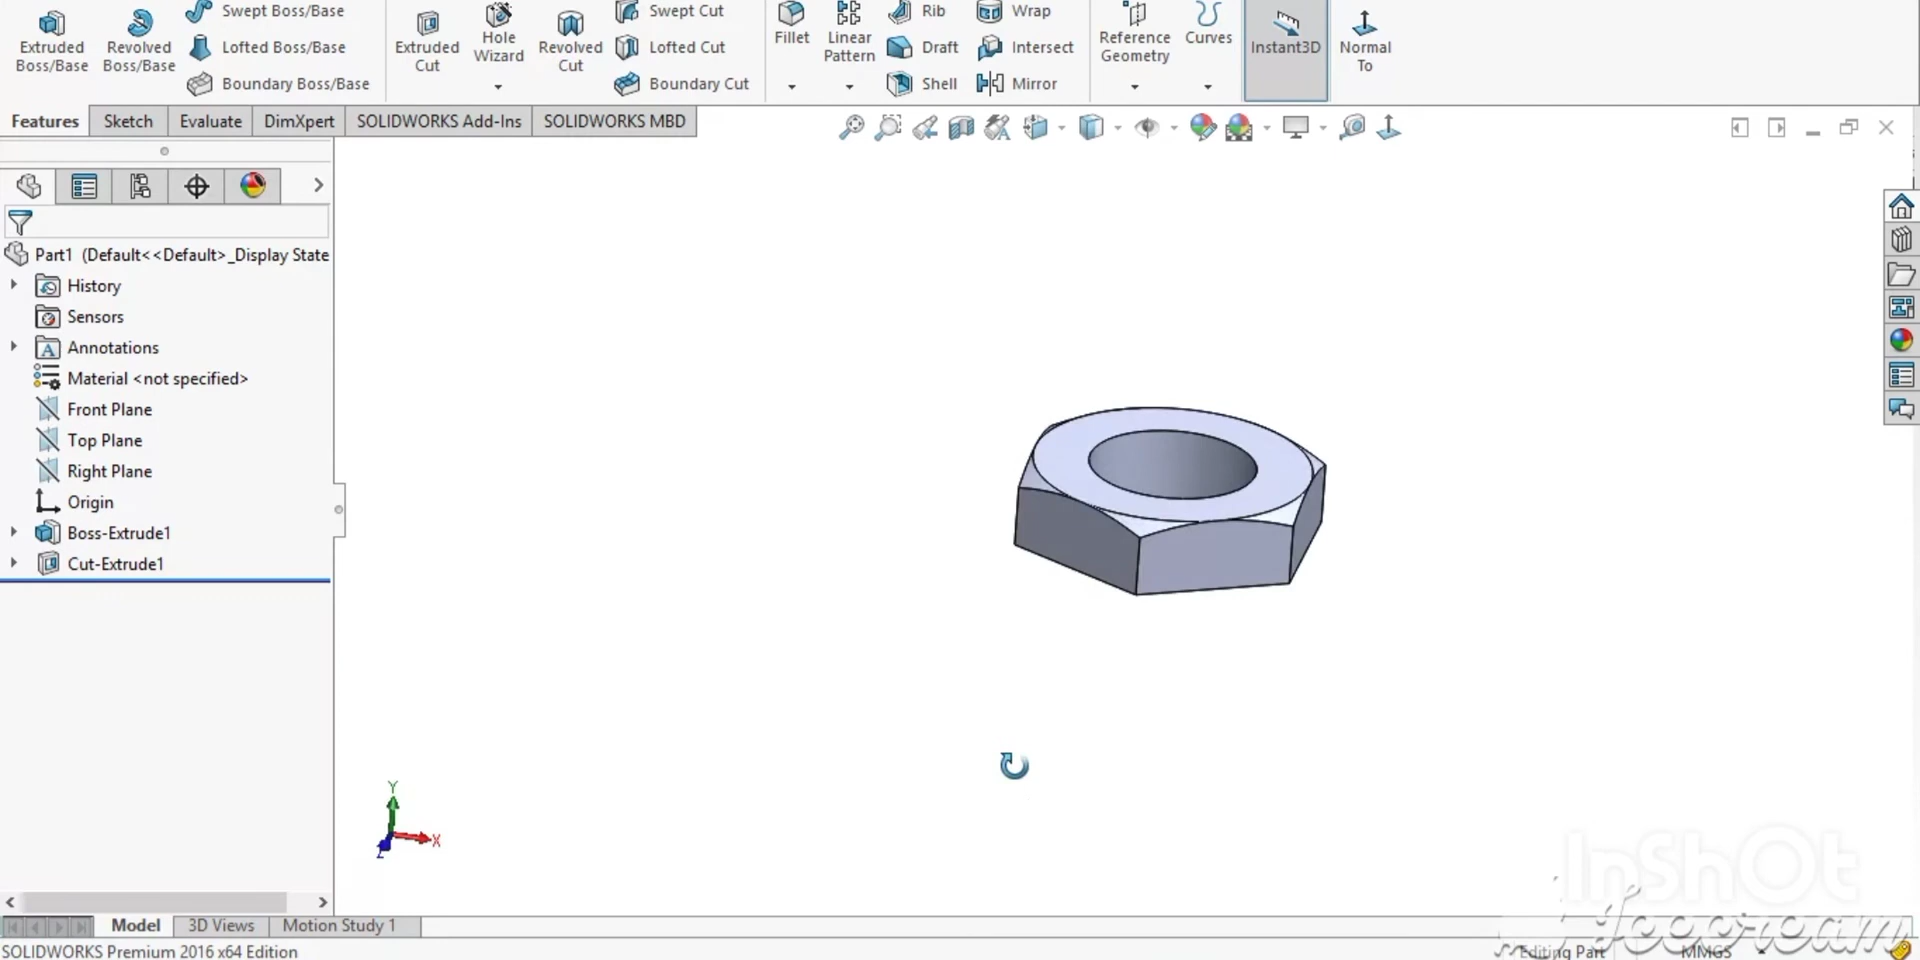 Extruded Boss/Base
Revolved Boss/Base
Swept Boss/Base
Lofted Boss/Base
Boundary Boss/Base
Extruded Cut
Hole Wizard
Revolved Cut
Swept Cut
Lofted Cut
Boundary Cut
Fillet
Linear Pattern
Rib
Draft
Shell
Wrap
Intersect
Mirror
Reference Geometry
Curves
Instant3D
Normal To
Features
Sketch
Evaluate
DimXpert
SOLIDWORKS Add-Ins
SOLIDWORKS MBD
Part1 (Default<<Default>_Display State
History
Sensors
Annotations
Material <not specified>
Front Plane
Top Plane
Right Plane
Origin
Boss-Extrude1
Cut-Extrude1
Y
X
Z
Model
3D Views
Motion Study 1
SOLIDWORKS Premium 2016 x64 Edition
Editing Part
MMGS
InShOt
Icecream